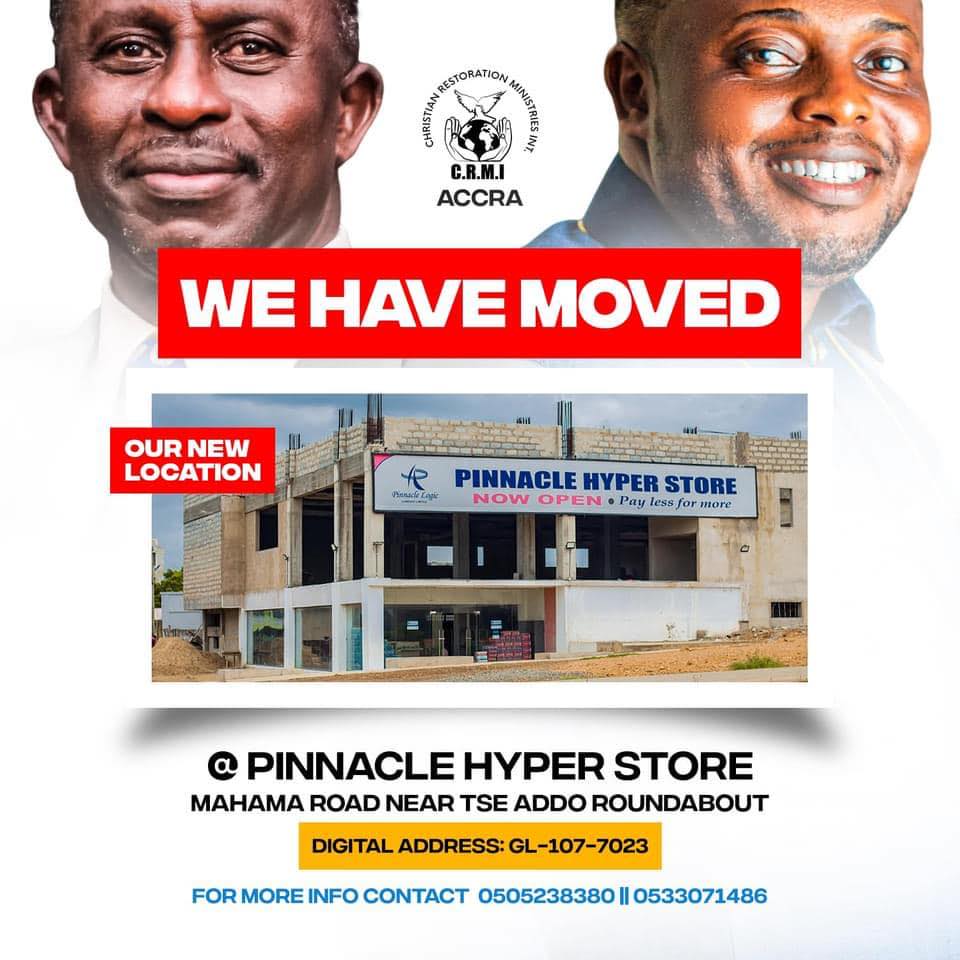 CHRISTIAN RESTORATION MINISTRIES INT.
C.R.M.I
ACCRA
WE HAVE MOVED
OUR NEW
LOCATION
Pinnacle Logic
PINNACLE HYPER STORE
NOW OPEN • Pay less for more
@ PINNACLE HYPER STORE
MAHAMA ROAD NEAR TSE ADDO ROUNDABOUT
DIGITAL ADDRESS: GL-107-7023
FOR MORE INFO CONTACT 0505238380 || 0533071486